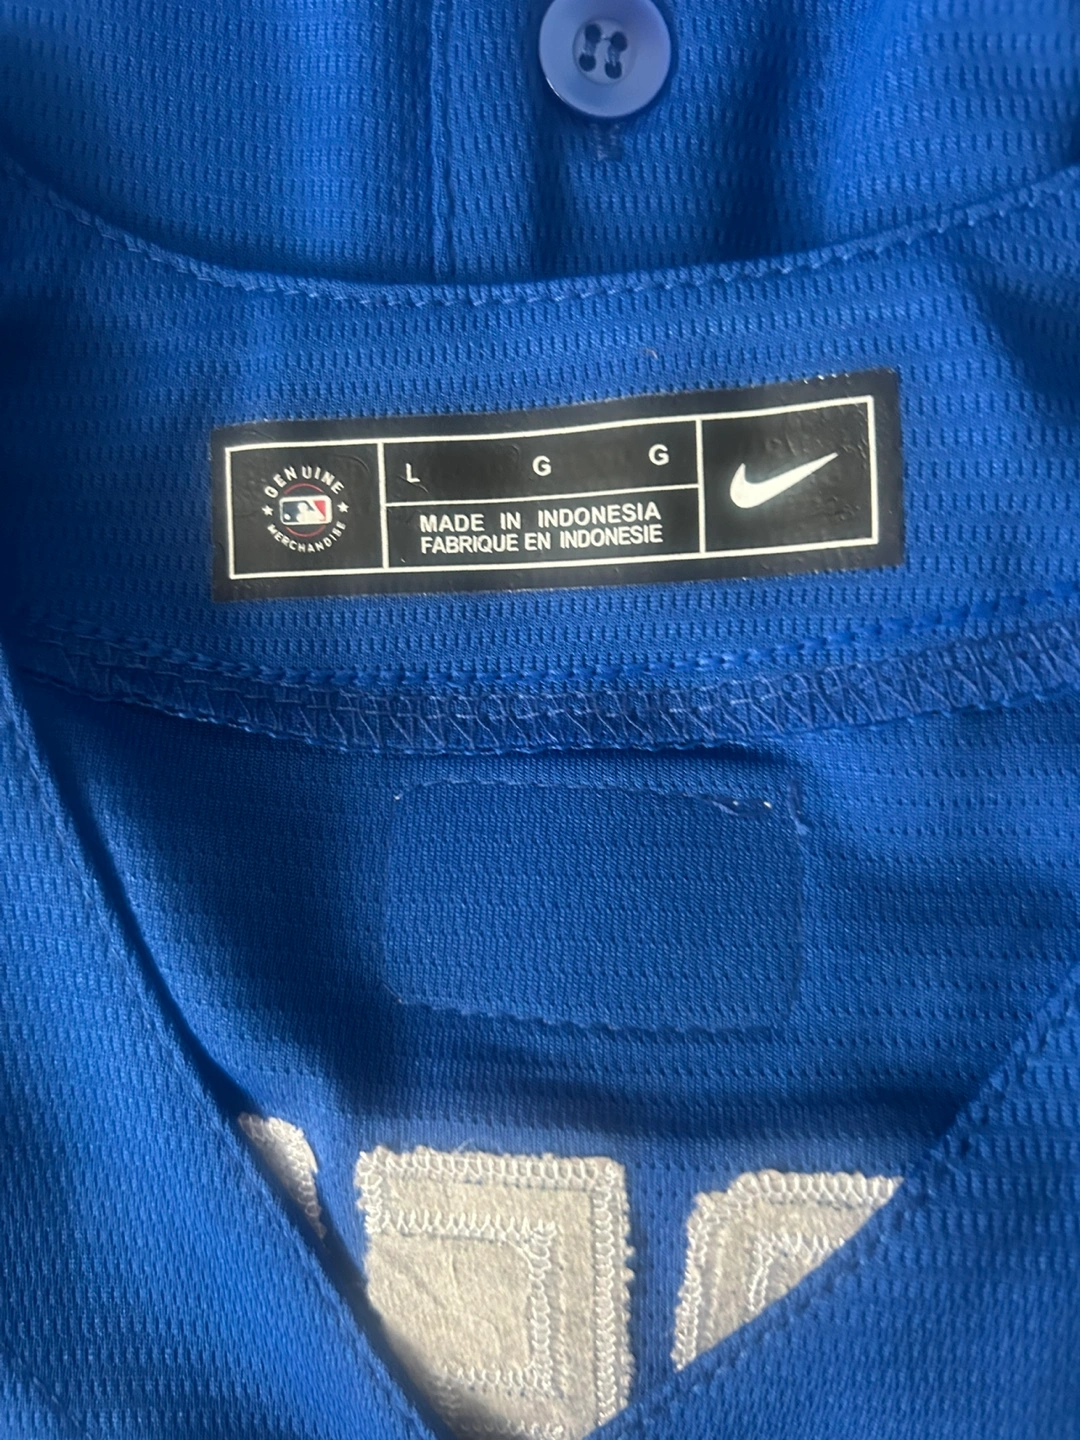 GENUINE
MERCHANDISE
L G G
MADE IN INDONESIA
FABRIQUE EN INDONESIE